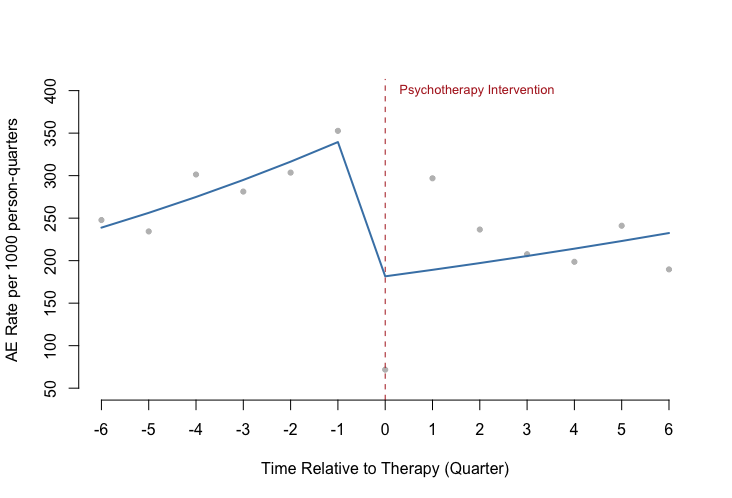 Psychotherapy Intervention
AE Rate per 1000 person-quarters
400
350
300
250
200
150
100
50
-6 -5 -4 -3 -2 -1 0 1 2 3 4 5 6
Time Relative to Therapy (Quarter)